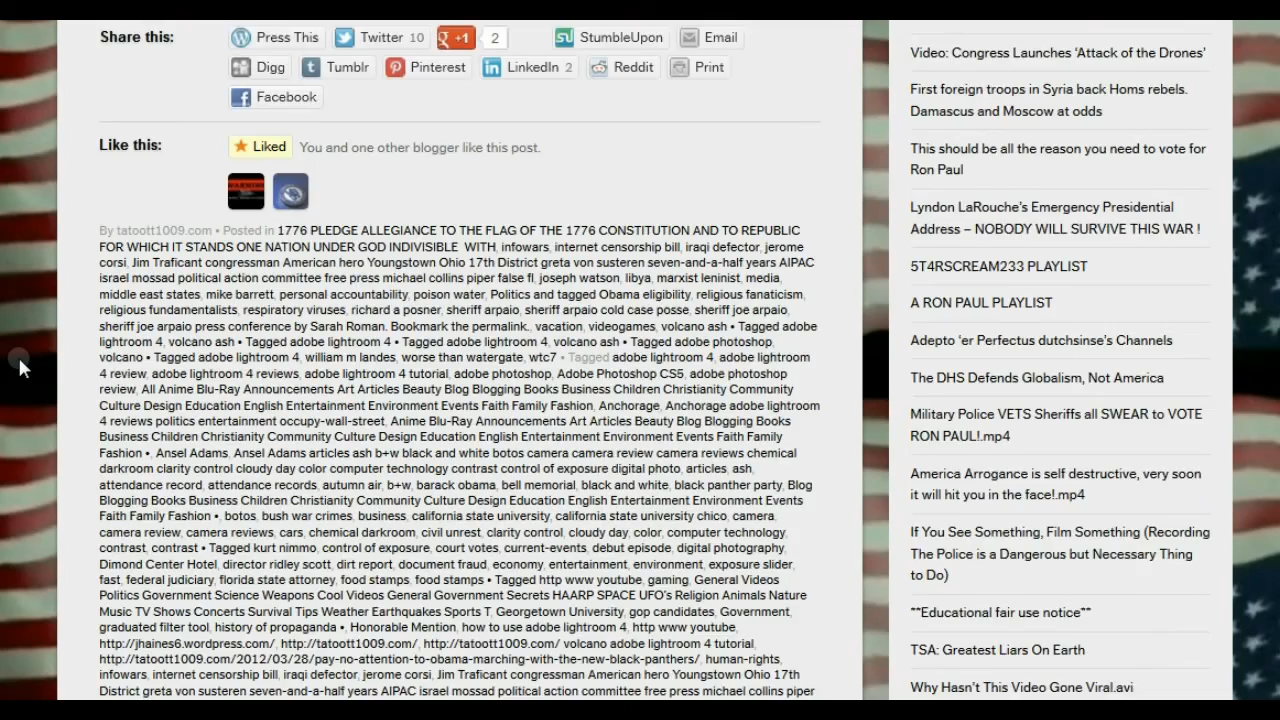 Share this:
Press This
Twitter 10
g +1
2
StumbleUpon
Email
Digg
Tumblr
Pinterest
LinkedIn 2
Reddit
Print
Facebook
Like this:
Liked
You and one other blogger like this post.
By tatoott1009.com • Posted in 1776 PLEDGE ALLEGIANCE TO THE FLAG OF THE 1776 CONSTITUTION AND TO REPUBLIC
FOR WHICH IT STANDS ONE NATION UNDER GOD INDIVISIBLE WITH, infowars, internet censorship bill, iraqi defector, jerome
corsi, Jim Traficant congressman American hero Youngstown Ohio 17th District greta von susteren seven-and-a-half years AIPAC
israel mossad political action committee free press michael collins piper false fl, joseph watson, libya, marxist leninist, media,
middle east states, mike barrett, personal accountability, poison water, Politics and tagged Obama eligibility, religious fanaticism,
religious fundamentalists, respiratory viruses, richard a posner, sheriff arpaio, sheriff arpaio cold case posse, sheriff joe arpaio,
sheriff joe arpaio press conference by Sarah Roman. Bookmark the permalink., vacation, videogames, volcano ash • Tagged adobe
lightroom 4, volcano ash • Tagged adobe lightroom 4 • Tagged adobe lightroom 4, volcano ash • Tagged adobe photoshop,
volcano • Tagged adobe lightroom 4, william m landes, worse than watergate, wtc7 • Tagged adobe lightroom 4, adobe lightroom
4 review, adobe lightroom 4 reviews, adobe lightroom 4 tutorial, adobe photoshop, Adobe Photoshop CS5, adobe photoshop
review, All Anime Blu-Ray Announcements Art Articles Beauty Blog Blogging Books Business Children Christianity Community
Culture Design Education English Entertainment Environment Events Faith Family Fashion, Anchorage, Anchorage adobe lightroom
4 reviews politics entertainment occupy-wall-street, Anime Blu-Ray Announcements Art Articles Beauty Blog Blogging Books
Business Children Christianity Community Culture Design Education English Entertainment Environment Events Faith Family
Fashion •, Ansel Adams, Ansel Adams articles ash b+w black and white botos camera camera review camera reviews chemical
darkroom clarity control cloudy day color computer technology contrast control of exposure digital photo, articles, ash,
attendance record, attendance records, autumn air, b+w, barack obama, bell memorial, black and white, black panther party, Blog
Blogging Books Business Children Christianity Community Culture Design Education English Entertainment Environment Events
Faith Family Fashion •, botos, bush war crimes, business, california state university, california state university chico, camera,
camera review, camera reviews, cars, chemical darkroom, civil unrest, clarity control, cloudy day, color, computer technology,
contrast, contrast • Tagged kurt nimmo, control of exposure, court votes, current-events, debut episode, digital photography,
Dimond Center Hotel, director ridley scott, dirt report, document fraud, economy, entertainment, environment, exposure slider,
fast, federal judiciary, florida state attorney, food stamps, food stamps • Tagged http www youtube, gaming, General Videos
Politics Government Science Weapons Cool Videos General Government Secrets HAARP SPACE UFO's Religion Animals Nature
Music TV Shows Concerts Survival Tips Weather Earthquakes Sports T, Georgetown University, gop candidates, Government,
graduated filter tool, history of propaganda •, Honorable Mention, how to use adobe lightroom 4, http www youtube,
http://jhaines6.wordpress.com/, http://tatoott1009.com/, http://tatoott1009.com/ volcano adobe lightroom 4 tutorial,
http://tatoott1009.com/2012/03/28/pay-no-attention-to-obama-marching-with-the-new-black-panthers/, human-rights,
infowars, internet censorship bill, iraqi defector, jerome corsi, Jim Traficant congressman American hero Youngstown Ohio 17th
District greta von susteren seven-and-a-half years AIPAC israel mossad political action committee free press michael collins piper
Video: Congress Launches ‘Attack of the Drones’
First foreign troops in Syria back Homs rebels.
Damascus and Moscow at odds
This should be all the reason you need to vote for
Ron Paul
Lyndon LaRouche’s Emergency Presidential
Address – NOBODY WILL SURVIVE THIS WAR !
5T4RSCREAM233 PLAYLIST
A RON PAUL PLAYLIST
Adepto ‘er Perfectus dutchsinse’s Channels
The DHS Defends Globalism, Not America
Military Police VETS Sheriffs all SWEAR to VOTE
RON PAUL!.mp4
America Arrogance is self destructive, very soon
it will hit you in the face!.mp4
If You See Something, Film Something (Recording
The Police is a Dangerous but Necessary Thing
to Do)
**Educational fair use notice**
TSA: Greatest Liars On Earth
Why Hasn’t This Video Gone Viral.avi